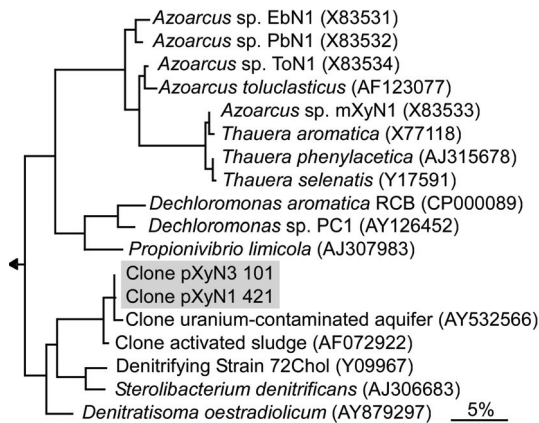 Azoarcus sp. EbN1 (X83531)
Azoarcus sp. PbN1 (X83532)
Azoarcus sp. ToN1 (X83534)
Azoarcus toluclasticus (AF123077)
Azoarcus sp. mXyN1 (X83533)
Thauera aromatica (X77118)
Thauera phenylacetica (AJ315678)
Thauera selenatis (Y17591)
Dechloromonas aromatica RCB (CP000089)
Dechloromonas sp. PC1 (AY126452)
Propionivibrio limicola (AJ307983)
Clone pXyN3 101
Clone pXyN1 421
Clone uranium-contaminated aquifer (AY532566)
Clone activated sludge (AF072922)
Denitrifying Strain 72Chol (Y09967)
Sterolibacterium denitrificans (AJ306683)
Denitratisoma oestradiolicum (AY879297)
5%